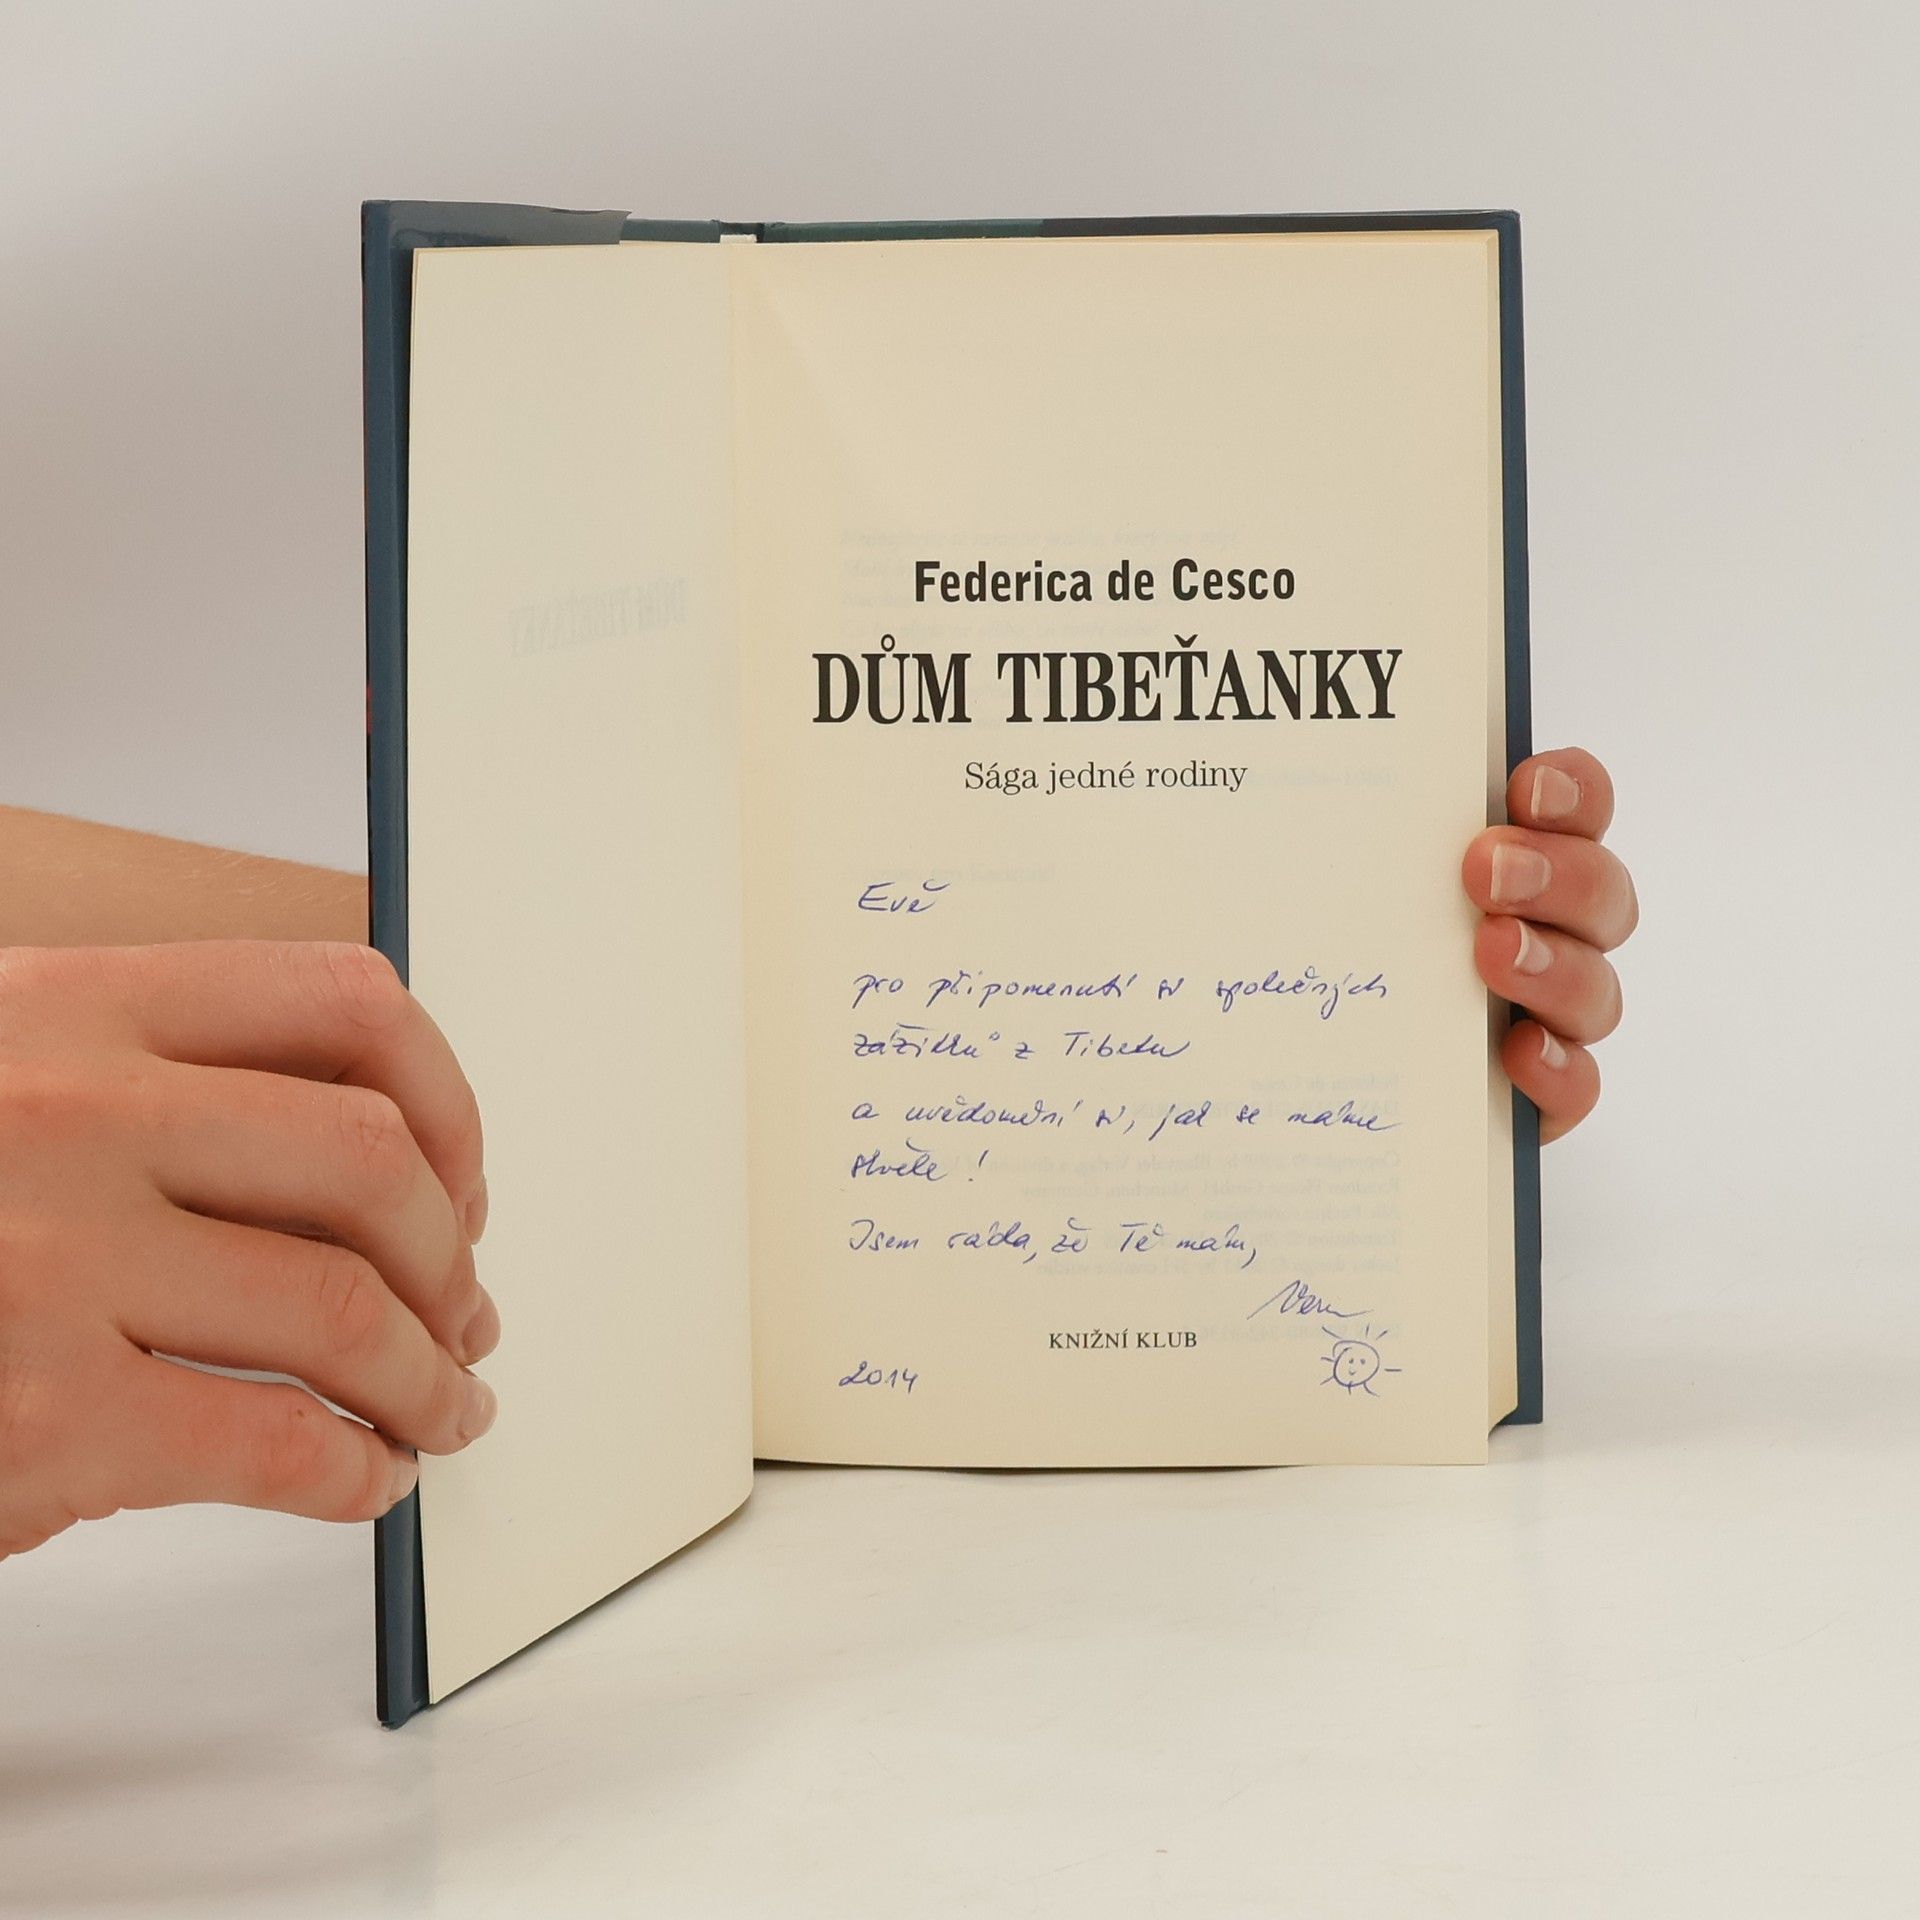 Federica de Cesco
DŮM TIBEŤANKY
Sága jedné rodiny
Evě
pro připomenutí si společných
zážitků z Tibetu
a uvědomění si, jak se máme
skvěle!
Jsem ráda, že Tě mám,
KNIŽNÍ KLUB
2014